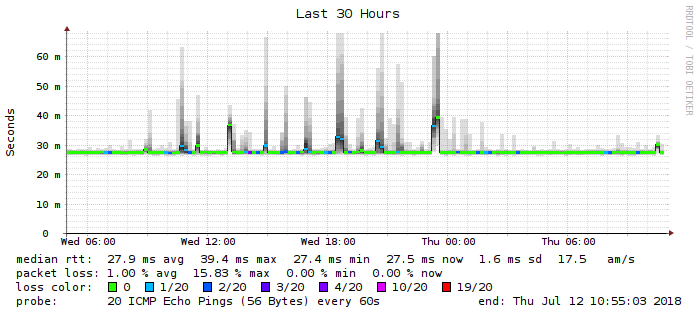 Last 30 Hours
RRDTOOL / TOBI OETIKER
Seconds
60 m
50 m
40 m
30 m
20 m
10 m
0
Wed 06:00 Wed 12:00 Wed 18:00 Thu 00:00 Thu 06:00
median rtt: 27.9 ms avg 39.4 ms max 27.4 ms min 27.5 ms now 1.6 ms sd 17.5 am/s
packet loss: 1.00 % avg 15.83 % max 0.00 % min 0.00 % now
loss color: 0 1/20 2/20 3/20 4/20 10/20 19/20
probe: 20 ICMP Echo Pings (56 Bytes) every 60s end: Thu Jul 12 10:55:03 2018